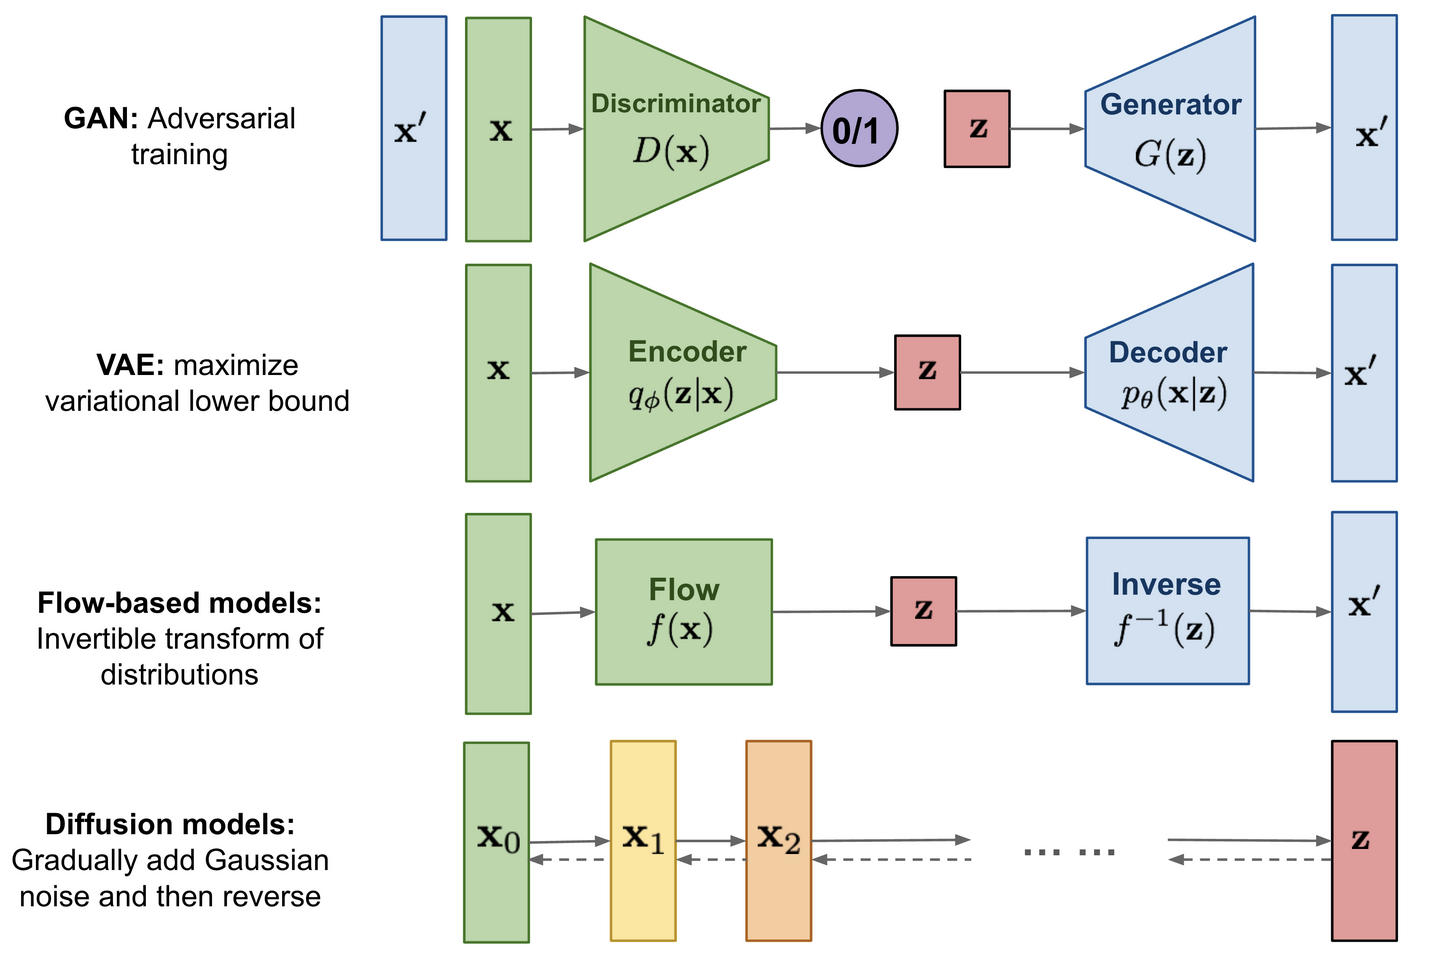 GAN: Adversarial
training
x′
x
Discriminator
D(x)
0/1
z
Generator
G(z)
x′
VAE: maximize
variational lower bound
x
Encoder
qϕ(z|x)
z
Decoder
pθ(x|z)
x′
Flow-based models:
Invertible transform of
distributions
x
Flow
f(x)
z
Inverse
f⁻¹(z)
x′
Diffusion models:
Gradually add Gaussian
noise and then reverse
x₀
x₁
x₂
... ...
z